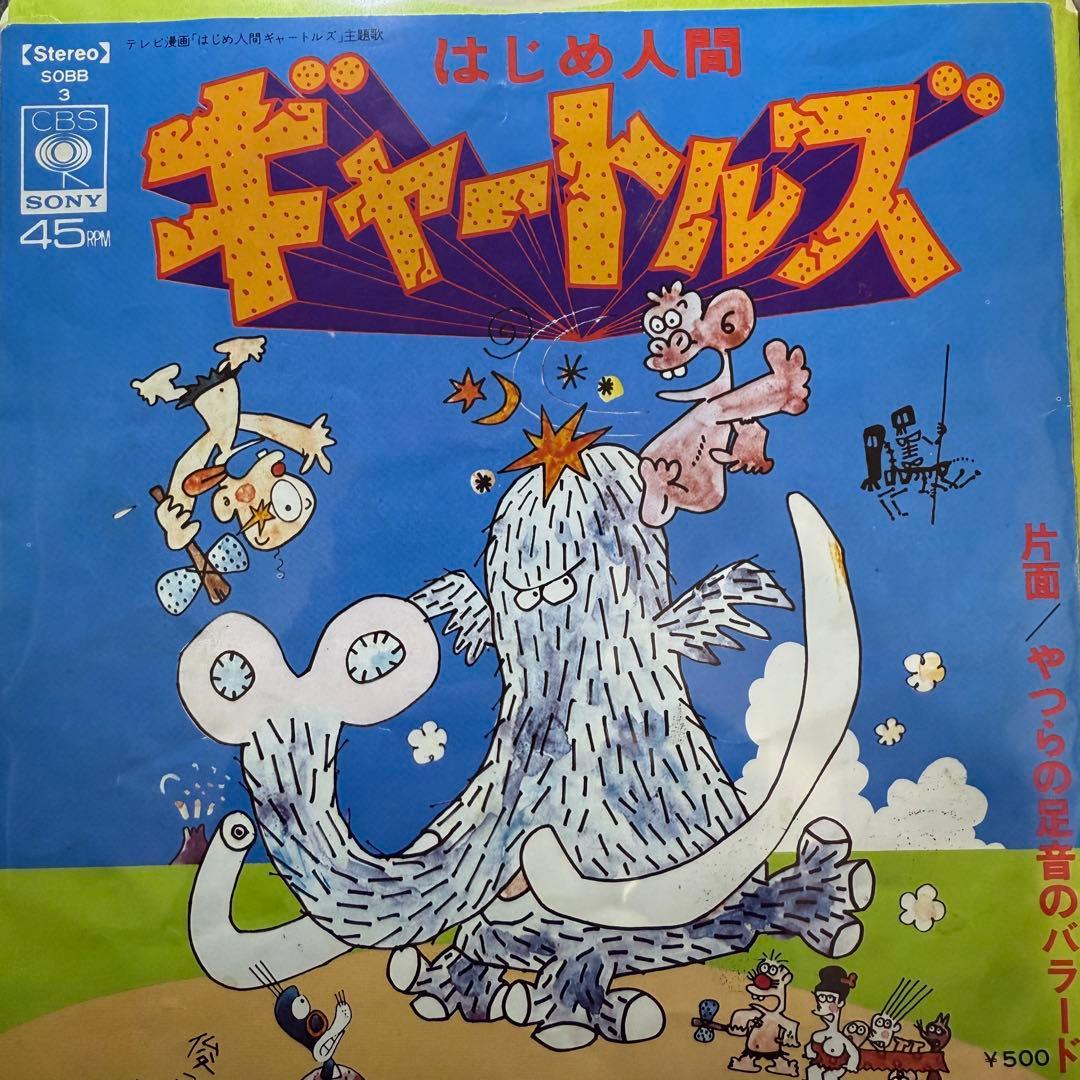 【Stereo】
SOBB
3
CBS
SONY
45RPM
テレビ漫画「はじめ人間ギャートルズ」主題歌
はじめ人間
ギャートルズ
片面/やつらの足音のバラード
¥500